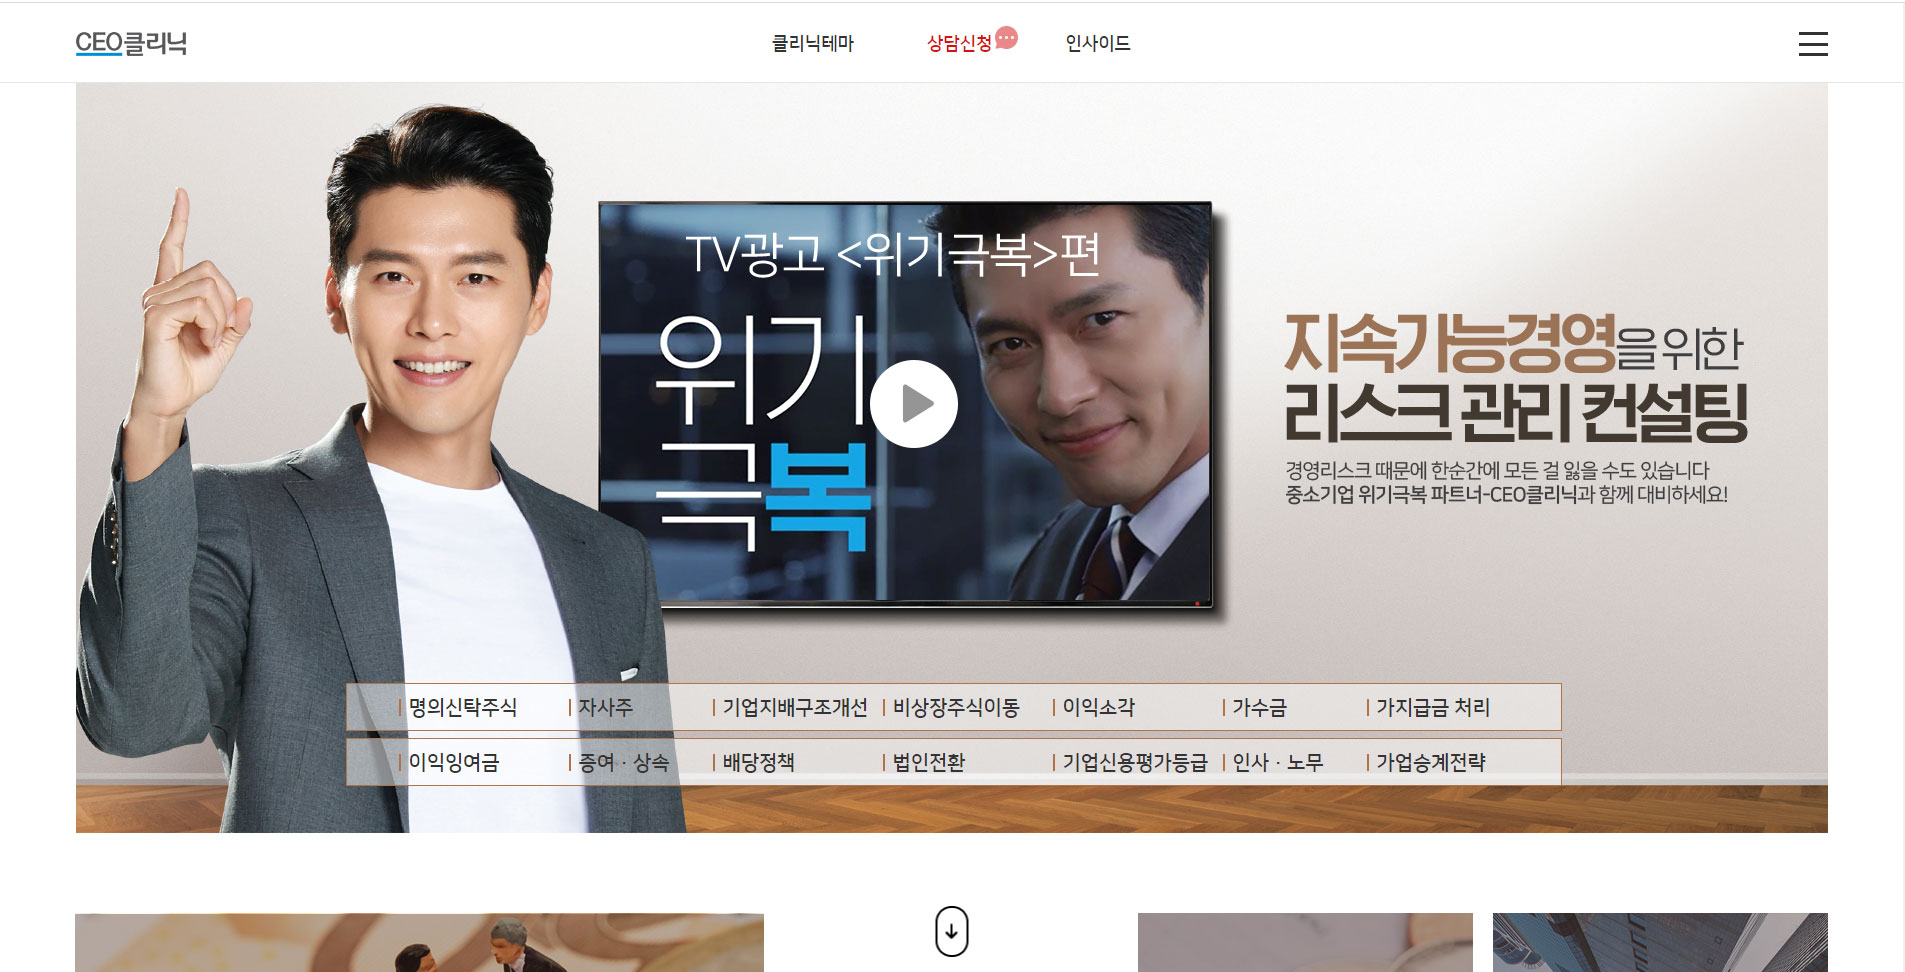 CEO클리닉
클리닉테마
상담신청
인사이드
TV광고 <위기극복>편
위기
극복
지속가능경영을 위한
리스크 관리 컨설팅
경영리스크 때문에 한순간에 모든 걸 잃을 수도 있습니다
중소기업 위기극복 파트너-CEO클리닉과 함께 대비하세요!
| 명의신탁주식 | 자사주 | 기업지배구조개선 | 비상장주식이동 | 이익소각 | 가수금 | 가지급금 처리
| 이익잉여금 | 증여 · 상속 | 배당정책 | 법인전환 | 기업신용평가등급 | 인사 · 노무 | 가업승계전략